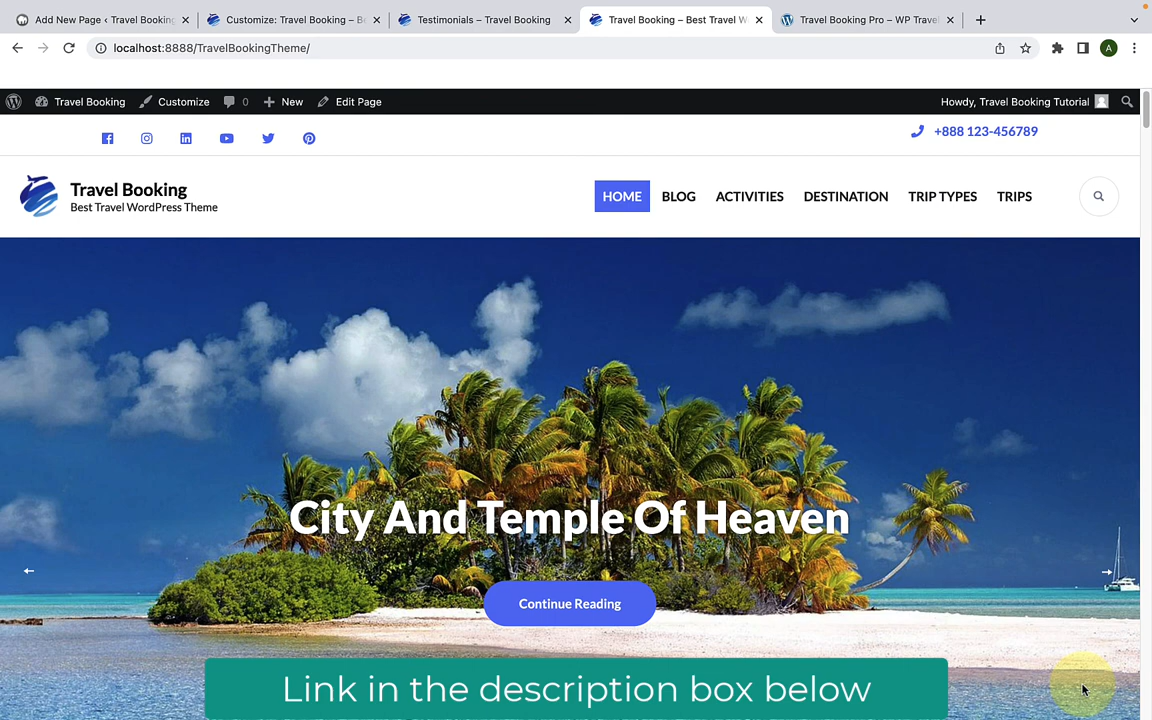 Add New Page ‹ Travel Booking
Customize: Travel Booking – B
Testimonials – Travel Booking
Travel Booking – Best Travel W
Travel Booking Pro – WP Travel
localhost:8888/TravelBookingTheme/
A
Travel Booking
Customize
0
New
Edit Page
Howdy, Travel Booking Tutorial
+888 123-456789
Travel Booking
Best Travel WordPress Theme
HOME
BLOG
ACTIVITIES
DESTINATION
TRIP TYPES
TRIPS
City And Temple Of Heaven
Continue Reading
Link in the description box below